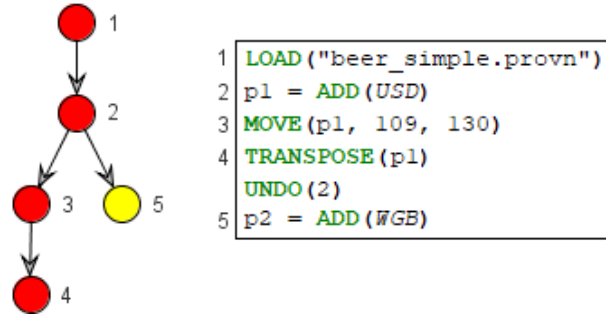 1
2
3
5
4
1 LOAD("beer_simple.provn")
2 p1 = ADD(USD)
3 MOVE(p1, 109, 130)
4 TRANSPOSE(p1)
UNDO(2)
5 p2 = ADD(WGB)